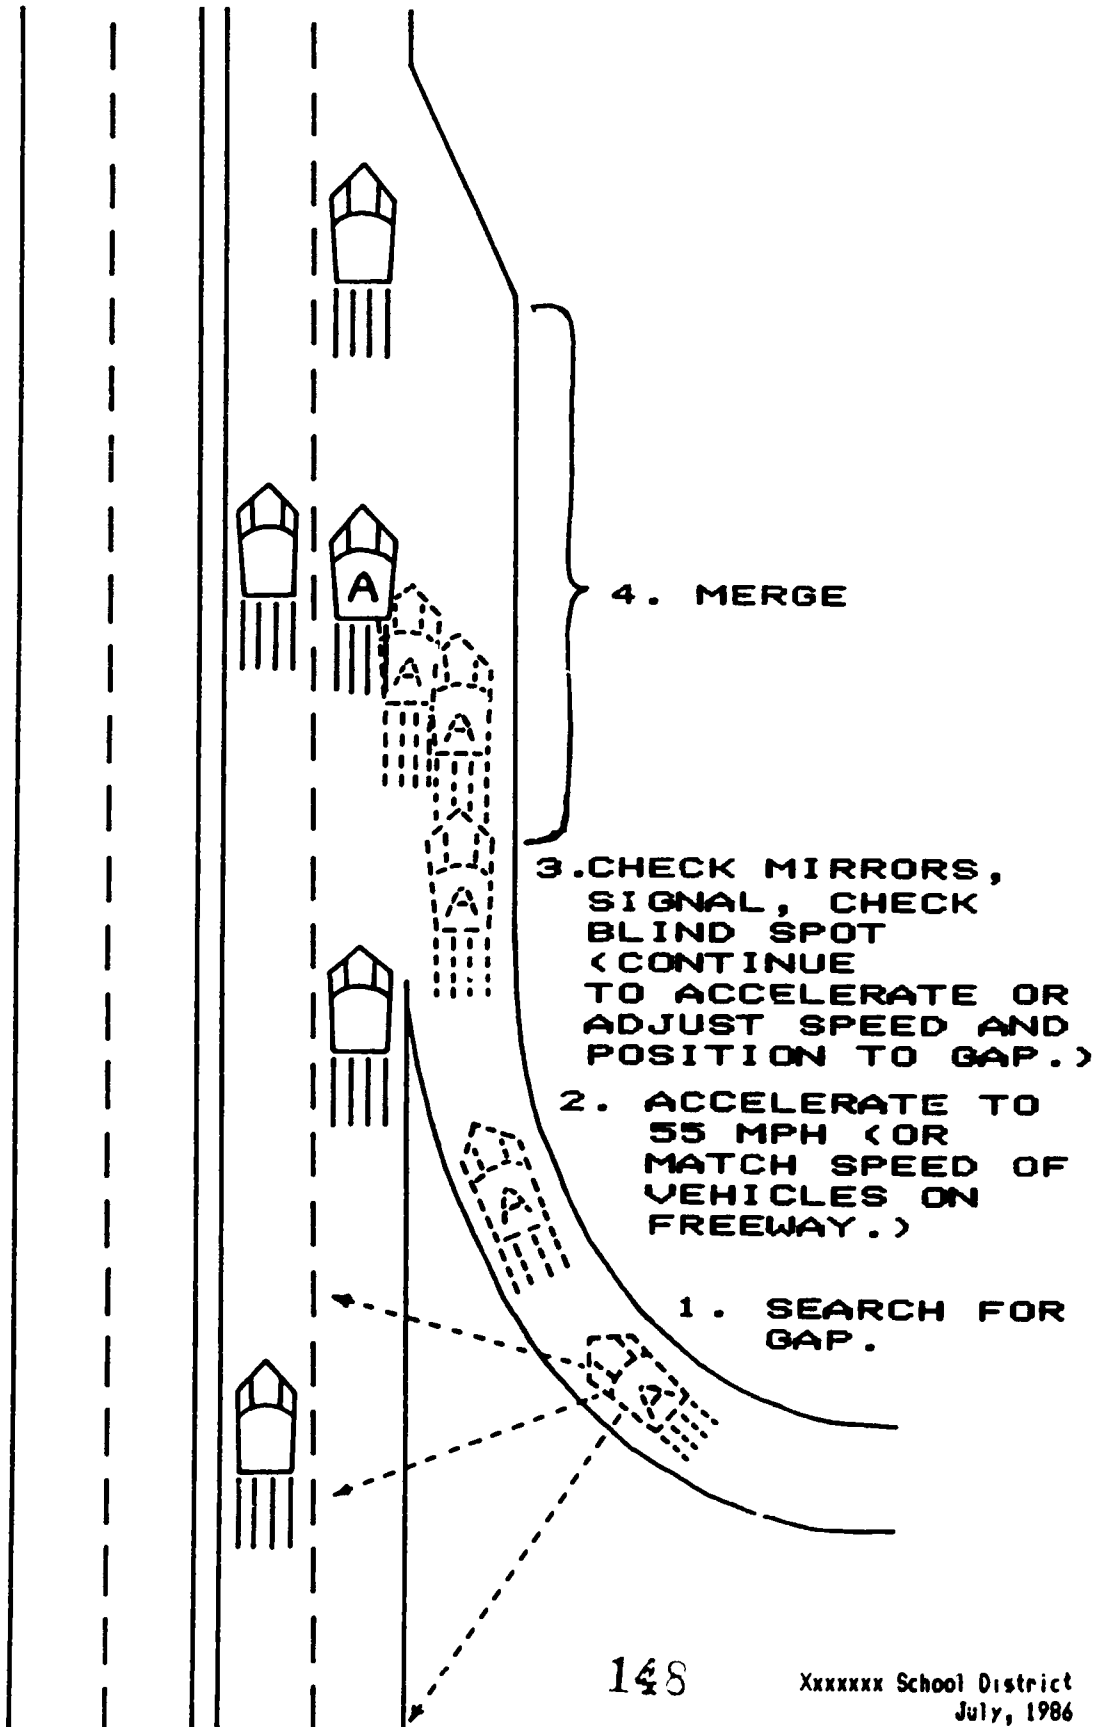 A
A
A
A
4. MERGE
3.CHECK MIRRORS,
SIGNAL, CHECK
BLIND SPOT
<CONTINUE
TO ACCELERATE OR
ADJUST SPEED AND
POSITION TO GAP.>
2. ACCELERATE TO
55 MPH <OR
MATCH SPEED OF
VEHICLES ON
FREEWAY.>
A
1. SEARCH FOR
GAP.
A
148
Xxxxxxx School District
July, 1986